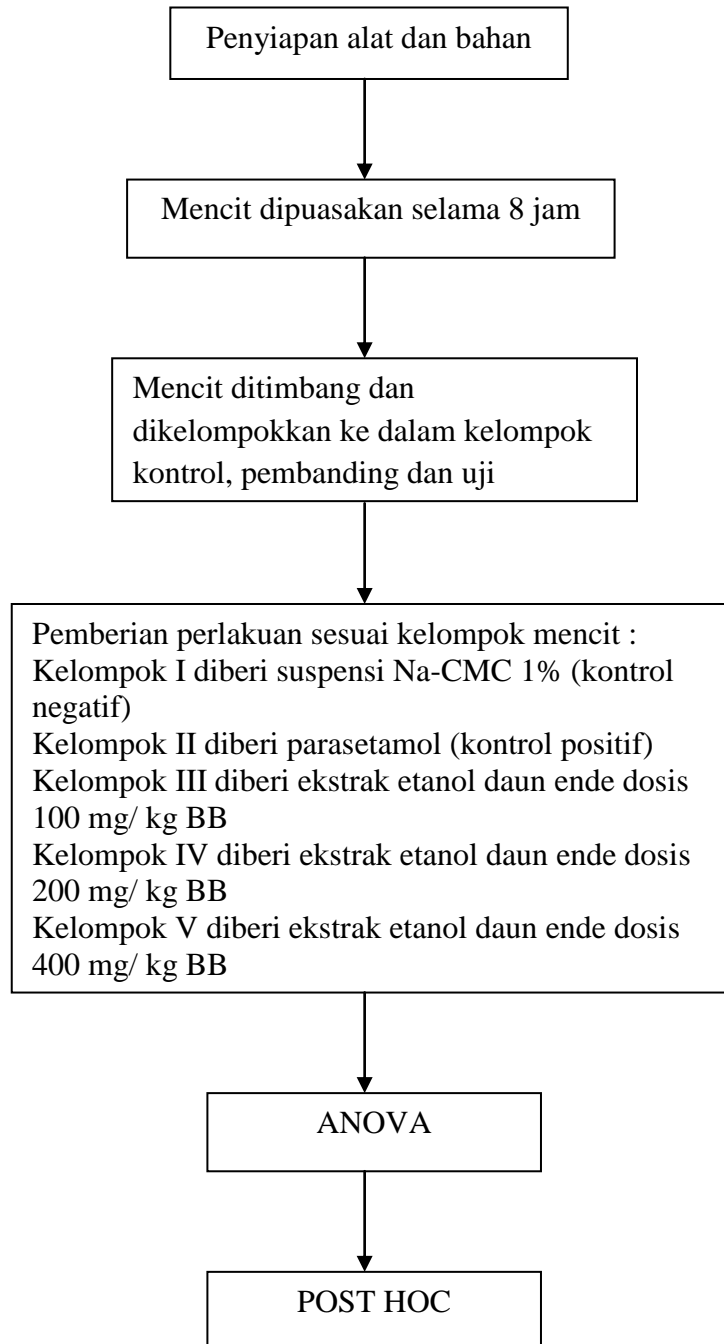 Penyiapan alat dan bahan
Mencit dipuasakan selama 8 jam
Mencit ditimbang dan
dikelompokkan ke dalam kelompok
kontrol, pembanding dan uji
Pemberian perlakuan sesuai kelompok mencit :
Kelompok I diberi suspensi Na-CMC 1% (kontrol
negatif)
Kelompok II diberi parasetamol (kontrol positif)
Kelompok III diberi ekstrak etanol daun ende dosis
100 mg/ kg BB
Kelompok IV diberi ekstrak etanol daun ende dosis
200 mg/ kg BB
Kelompok V diberi ekstrak etanol daun ende dosis
400 mg/ kg BB
ANOVA
POST HOC